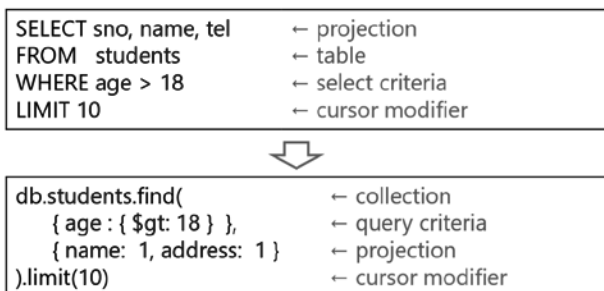 SELECT sno, name, tel ← projection
FROM students ← table
WHERE age > 18 ← select criteria
LIMIT 10 ← cursor modifier
db.students.find( ← collection
{ age : { $gt: 18 } }, ← query criteria
{ name: 1, address: 1 } ← projection
).limit(10) ← cursor modifier